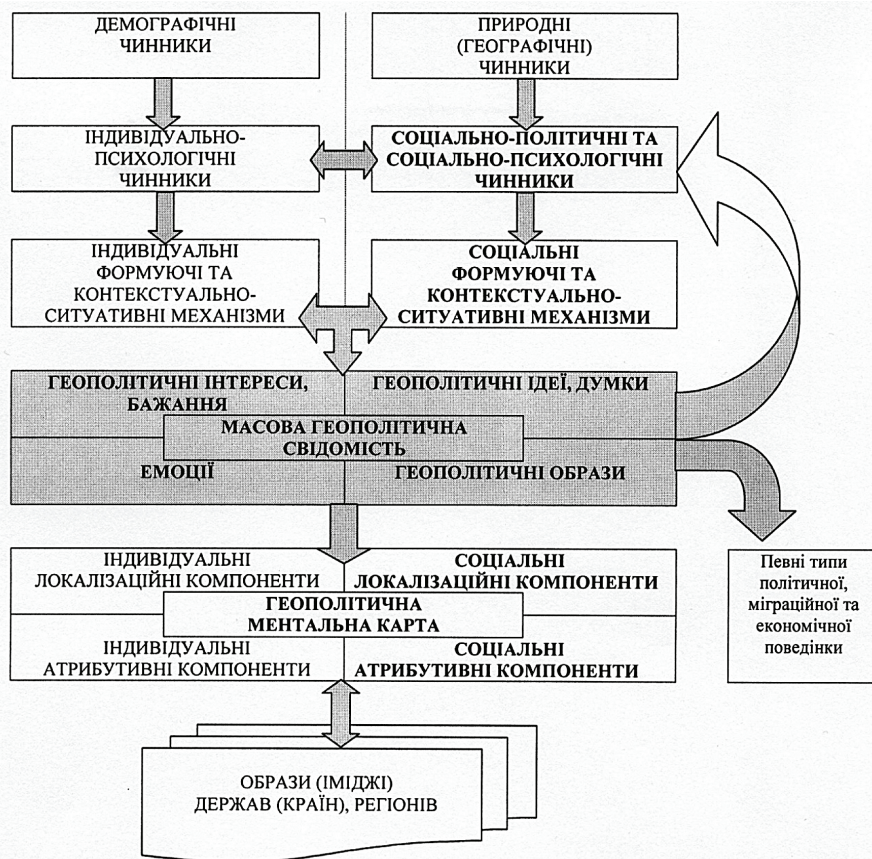 ДЕМОГРАФІЧНІ
ЧИННИКИ
ПРИРОДНІ
(ГЕОГРАФІЧНІ)
ЧИННИКИ
ІНДИВІДУАЛЬНО-
ПСИХОЛОГІЧНІ
ЧИННИКИ
СОЦІАЛЬНО-ПОЛІТИЧНІ ТА
СОЦІАЛЬНО-ПСИХОЛОГІЧНІ
ЧИННИКИ
ІНДИВІДУАЛЬНІ
ФОРМУЮЧІ ТА
КОНТЕКСТУАЛЬНО-
СИТУАТИВНІ МЕХАНІЗМИ
СОЦІАЛЬНІ
ФОРМУЮЧІ ТА
КОНТЕКСТУАЛЬНО-
СИТУАТИВНІ МЕХАНІЗМИ
ГЕОПОЛІТИЧНІ ІНТЕРЕСИ,
БАЖАННЯ
ГЕОПОЛІТИЧНІ ІДЕЇ, ДУМКИ
МАСОВА ГЕОПОЛІТИЧНА
СВІДОМІСТЬ
ЕМОЦІЇ
ГЕОПОЛІТИЧНІ ОБРАЗИ
ІНДИВІДУАЛЬНІ
ЛОКАЛІЗАЦІЙНІ КОМПОНЕНТИ
СОЦІАЛЬНІ
ЛОКАЛІЗАЦІЙНІ КОМПОНЕНТИ
ГЕОПОЛІТИЧНА
МЕНТАЛЬНА КАРТА
ІНДИВІДУАЛЬНІ
АТРИБУТИВНІ КОМПОНЕНТИ
СОЦІАЛЬНІ
АТРИБУТИВНІ КОМПОНЕНТИ
Певні типи
політичної,
міграційної та
економічної
поведінки
ОБРАЗИ (ІМІДЖІ)
ДЕРЖАВ (КРАЇН), РЕГІОНІВ